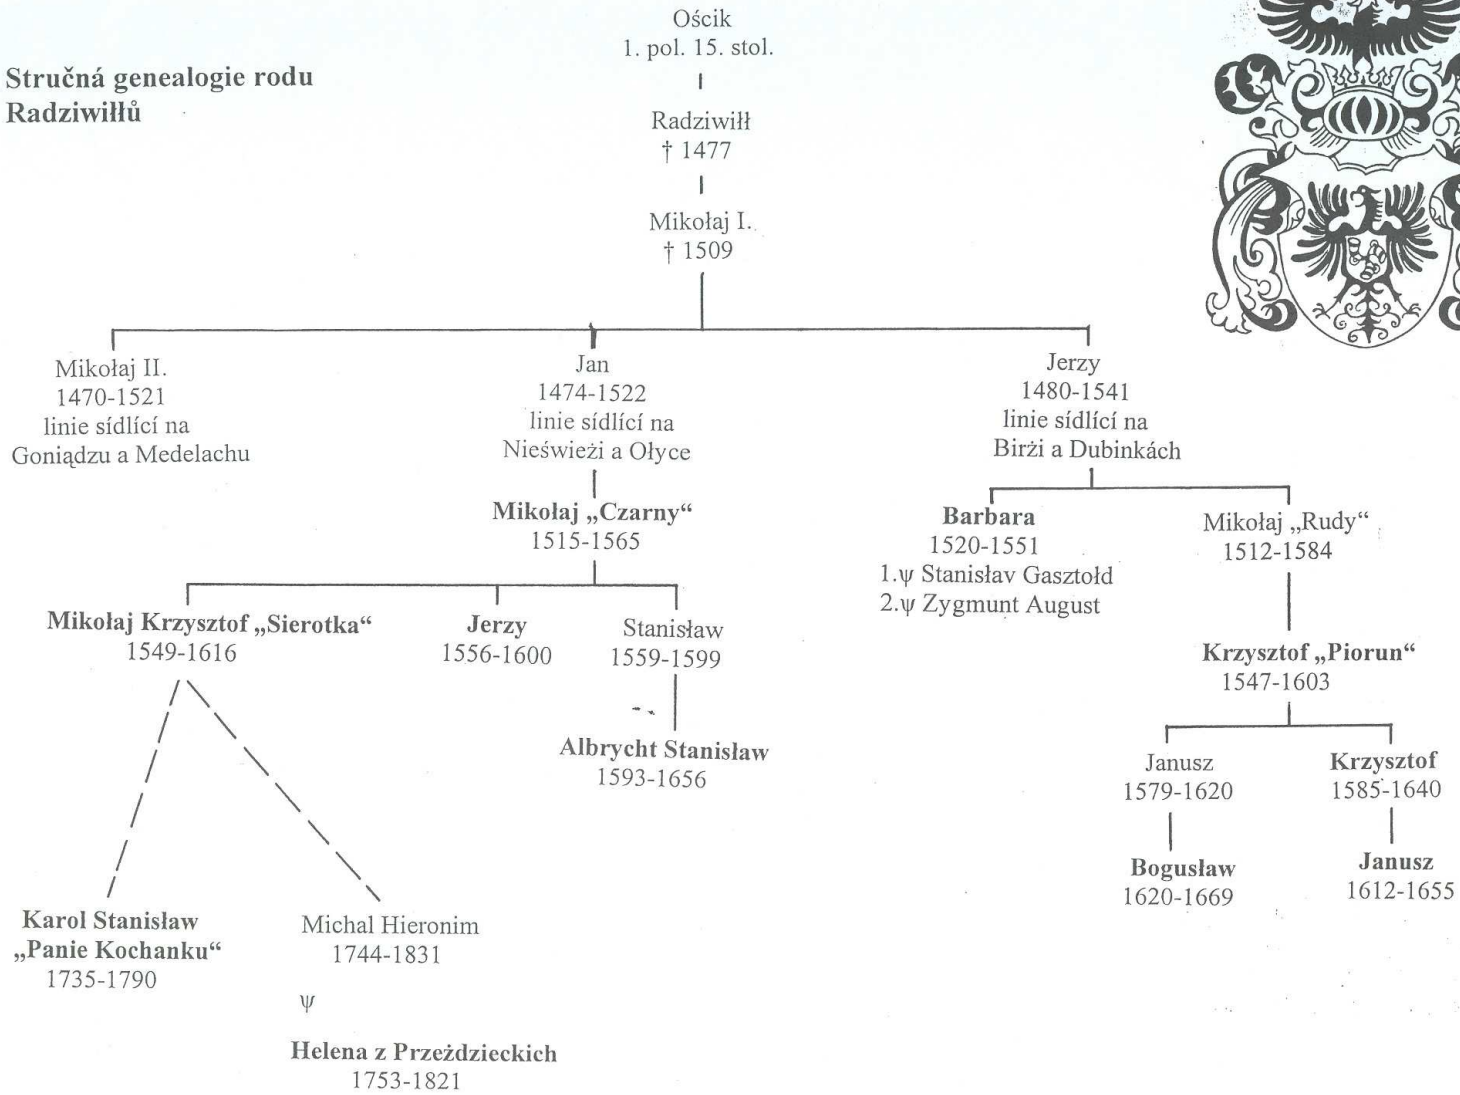 Stručná genealogie rodu
Radziwiłłů
Ościk
1. pol. 15. stol.
Radziwiłł
† 1477
Mikołaj I.
† 1509
Mikołaj II.
1470-1521
linie sídlící na
Goniądzu a Medelachu
Jan
1474-1522
linie sídlící na
Nieświeżi a Ołyce
Jerzy
1480-1541
linie sídlící na
Birżi a Dubinkách
Mikołaj „Czarny“
1515-1565
Barbara
1520-1551
1.ψ Stanisłav Gasztołd
2.ψ Zygmunt August
Mikołaj „Rudy“
1512-1584
Mikołaj Krzysztof „Sierotka“
1549-1616
Jerzy
1556-1600
Stanisław
1559-1599
Krzysztof „Piorun“
1547-1603
Albrycht Stanisław
1593-1656
Janusz
1579-1620
Krzysztof
1585-1640
Bogusław
1620-1669
Janusz
1612-1655
Karol Stanisław
„Panie Kochanku“
1735-1790
Michal Hieronim
1744-1831
ψ
Helena z Przeżdzieckich
1753-1821